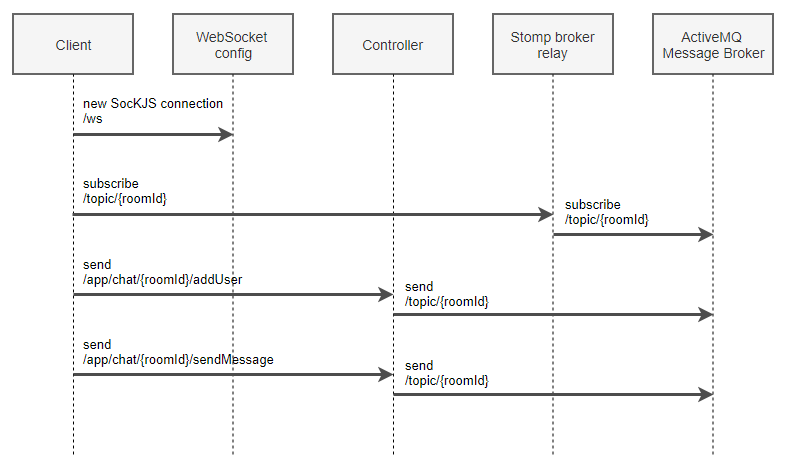 Client
WebSocket
config
Controller
Stomp broker
relay
ActiveMQ
Message Broker
new SocKJS connection
/ws
subscribe
/topic/{roomId}
subscribe
/topic/{roomId}
send
/app/chat/{roomId}/addUser
send
/topic/{roomId}
send
/app/chat/{roomId}/sendMessage
send
/topic/{roomId}